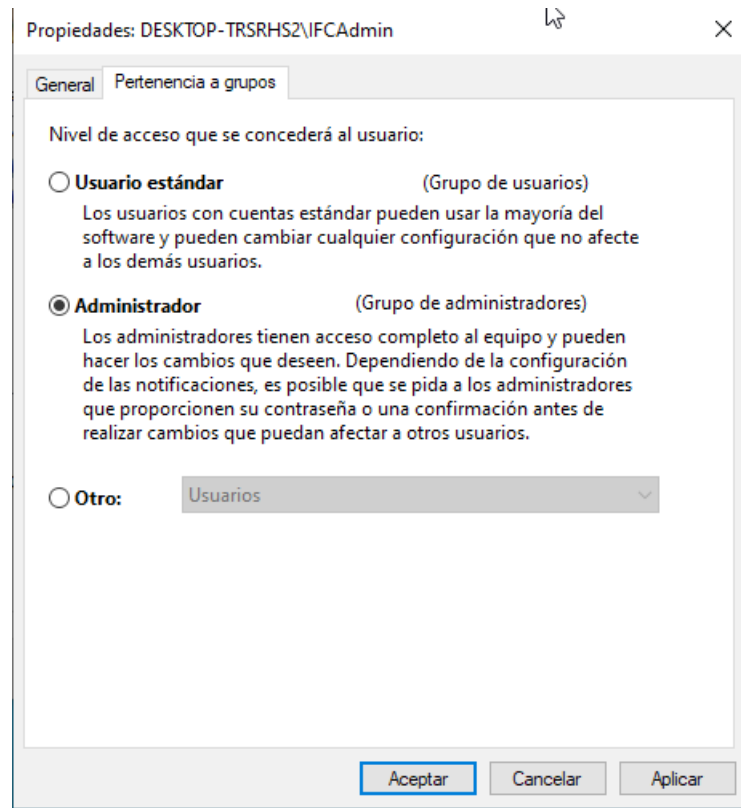 Propiedades: DESKTOP-TRSRHS2\IFCAdmin
General Pertenencia a grupos
Nivel de acceso que se concederá al usuario:
Usuario estándar (Grupo de usuarios)
Los usuarios con cuentas estándar pueden usar la mayoría del
software y pueden cambiar cualquier configuración que no afecte
a los demás usuarios.
Administrador (Grupo de administradores)
Los administradores tienen acceso completo al equipo y pueden
hacer los cambios que deseen. Dependiendo de la configuración
de las notificaciones, es posible que se pida a los administradores
que proporcionen su contraseña o una confirmación antes de
realizar cambios que puedan afectar a otros usuarios.
Otro: Usuarios
Aceptar Cancelar Aplicar